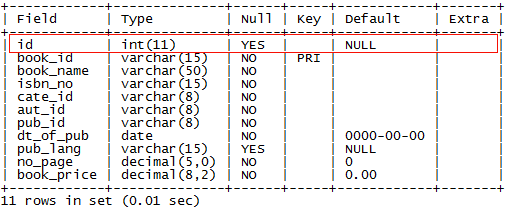 +------------+--------------+------+-----+------------+-------+
| Field      | Type         | Null | Key | Default    | Extra |
+------------+--------------+------+-----+------------+-------+
| id         | int(11)      | YES  |     | NULL       |       |
| book_id    | varchar(15)  | NO   | PRI |            |       |
| book_name  | varchar(50)  | NO   |     |            |       |
| isbn_no    | varchar(15)  | NO   |     |            |       |
| cate_id    | varchar(8)   | NO   |     |            |       |
| aut_id     | varchar(8)   | NO   |     |            |       |
| pub_id     | varchar(8)   | NO   |     |            |       |
| dt_of_pub  | date         | NO   |     | 0000-00-00 |       |
| pub_lang   | varchar(15)  | YES  |     | NULL       |       |
| no_page    | decimal(5,0) | NO   |     | 0          |       |
| book_price | decimal(8,2) | NO   |     | 0.00       |       |
+------------+--------------+------+-----+------------+-------+
11 rows in set (0.01 sec)